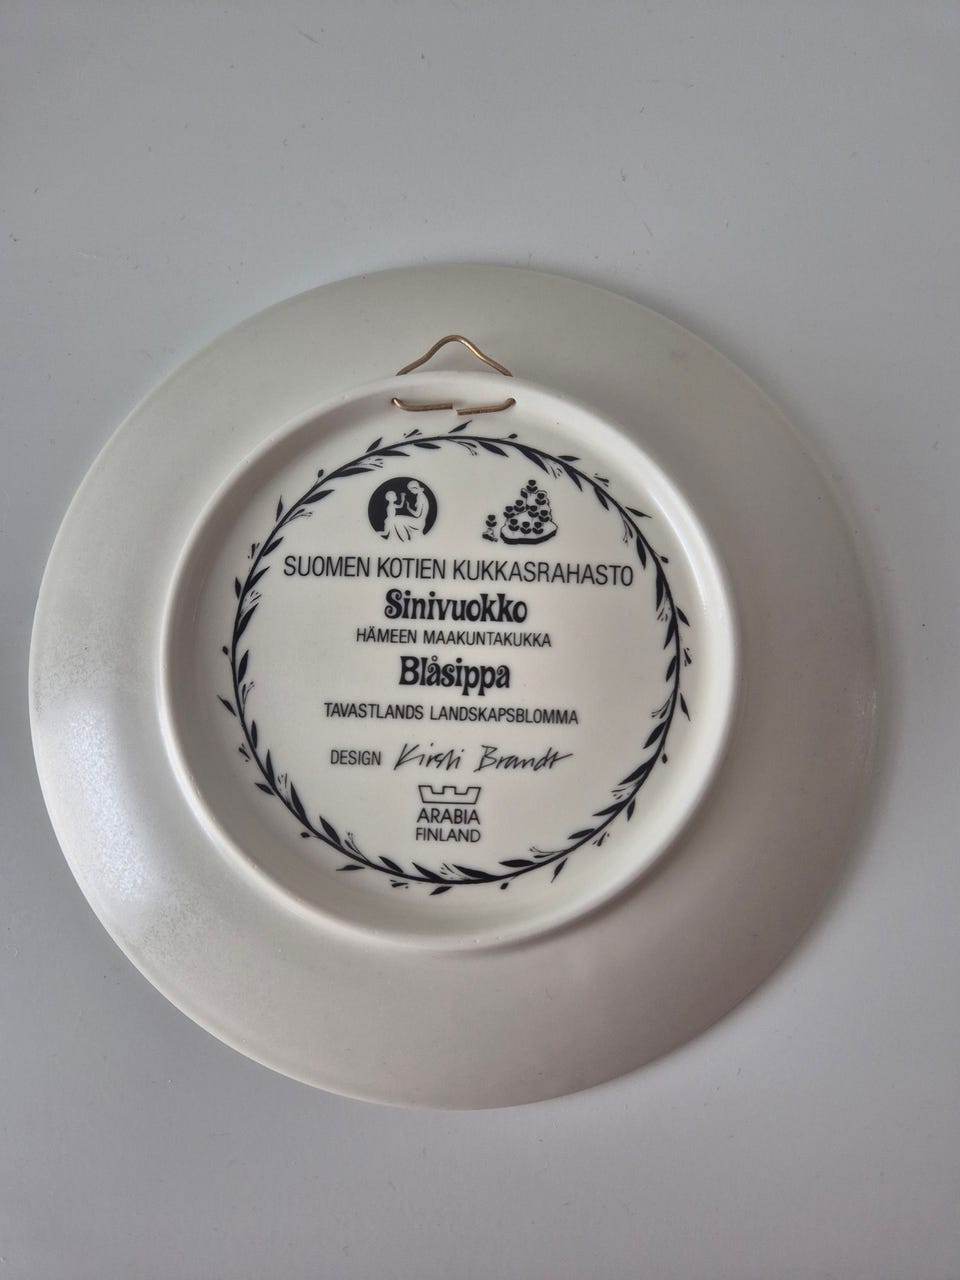 SUOMEN KOTIEN KUKKASRAHASTO
Sinivuokko
HÄMEEN MAAKUNTAKUKKA
Blåsippa
TAVASTLANDS LANDSKAPSBLOMMA
DESIGN Kirsti Brandt
ARABIA
FINLAND